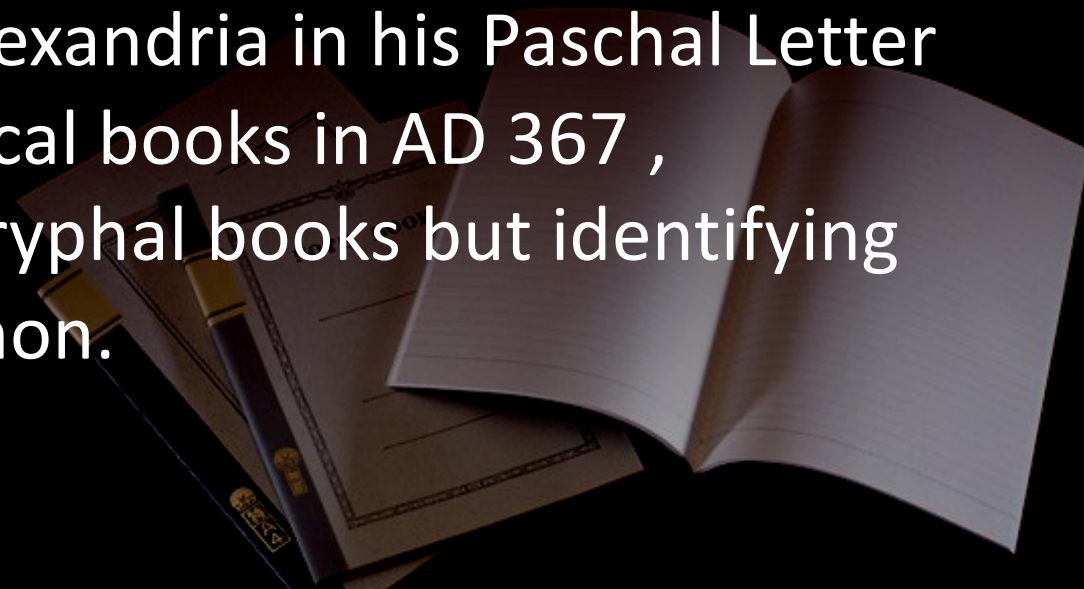 exandria in his Paschal Letter
cal books in AD 367 ,
ryphal books but identifying
non.